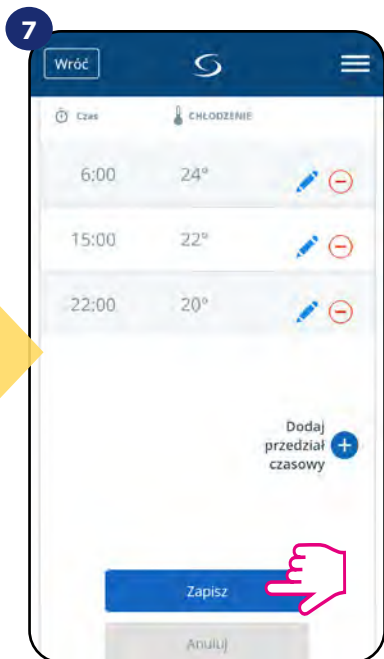 7
Wróć
Czas CHŁODZENIE
6:00 24°
15:00 22°
22:00 20°
Dodaj
przedział
czasowy
Zapisz
Anuluj